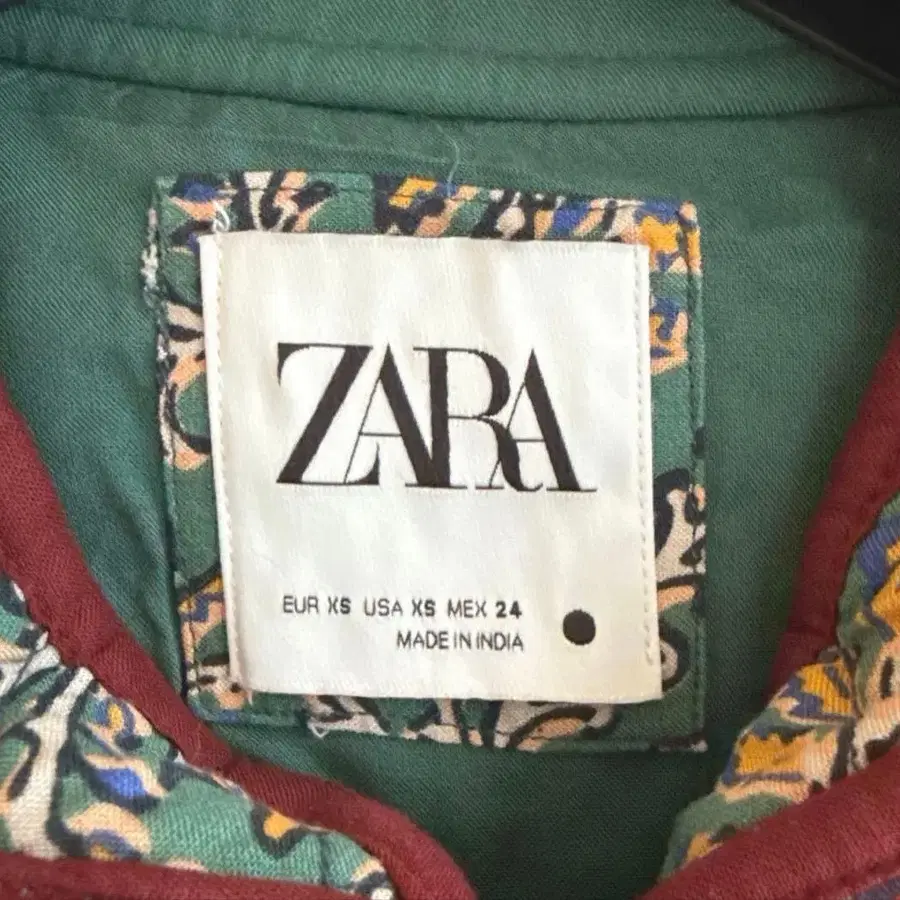 ZARA
EUR XS USA XS MEX 24
MADE IN INDIA